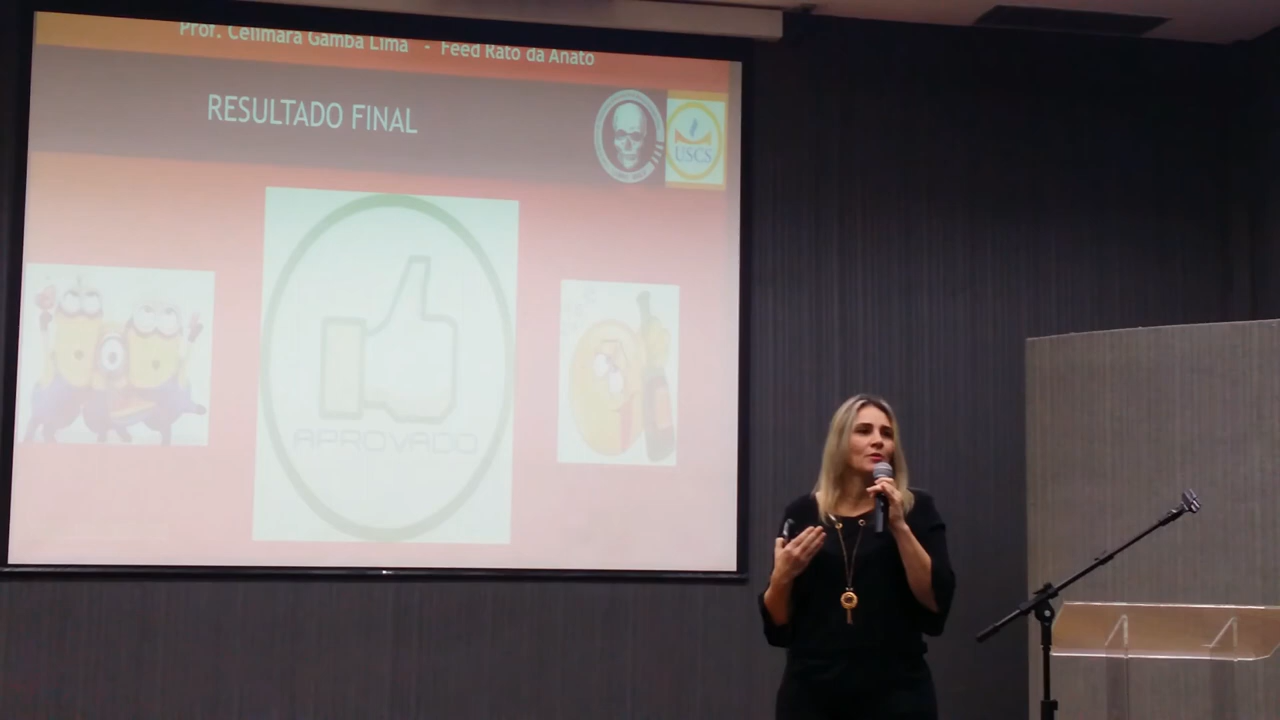 Prof. Celimara Gamba Lima - Feed Rato da Anato
RESULTADO FINAL
USCS
APROVADO